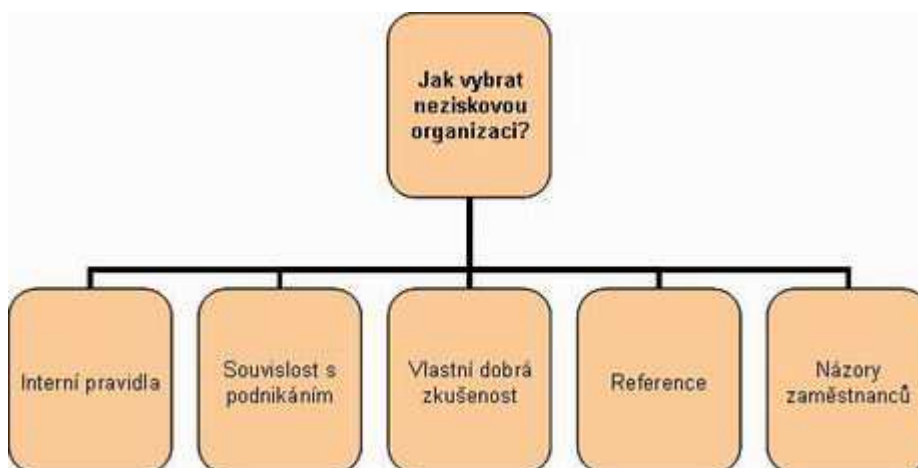 Jak vybrat
neziskovou
organizaci?
Interní pravidla
Souvislost s
podnikáním
Vlastní dobrá
zkušenost
Reference
Názory
zaměstnanců